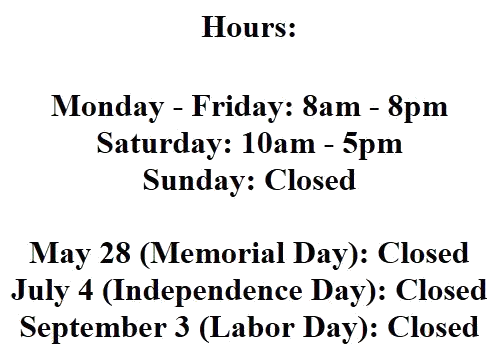 Hours:
Monday - Friday: 8am - 8pm
Saturday: 10am - 5pm
Sunday: Closed
May 28 (Memorial Day): Closed
July 4 (Independence Day): Closed
September 3 (Labor Day): Closed